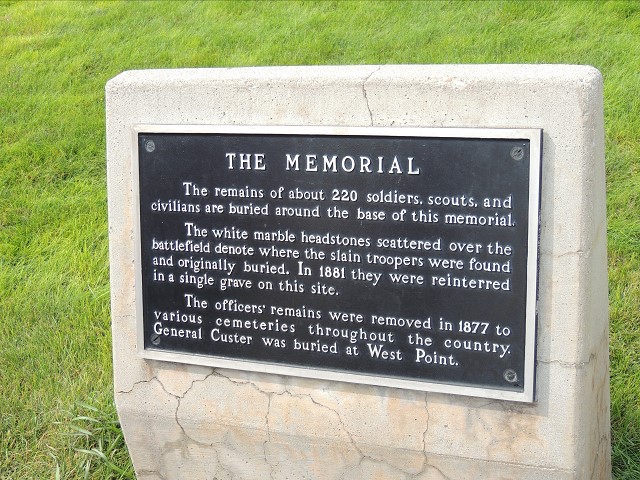 THE MEMORIAL
The remains of about 220 soldiers, scouts, and
civilians are buried around the base of this memorial.
The white marble headstones scattered over the
battlefield denote where the slain troopers were found
and originally buried. In 1881 they were reinterred
in a single grave on this site.
The officers' remains were removed in 1877 to
various cemeteries throughout the country.
General Custer was buried at West Point.